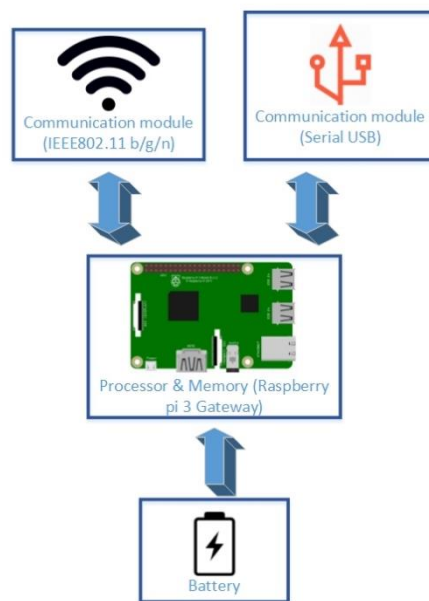 Communication module
(IEEE802.11 b/g/n)
Communication module
(Serial USB)
Processor & Memory (Raspberry
pi 3 Gateway)
Battery